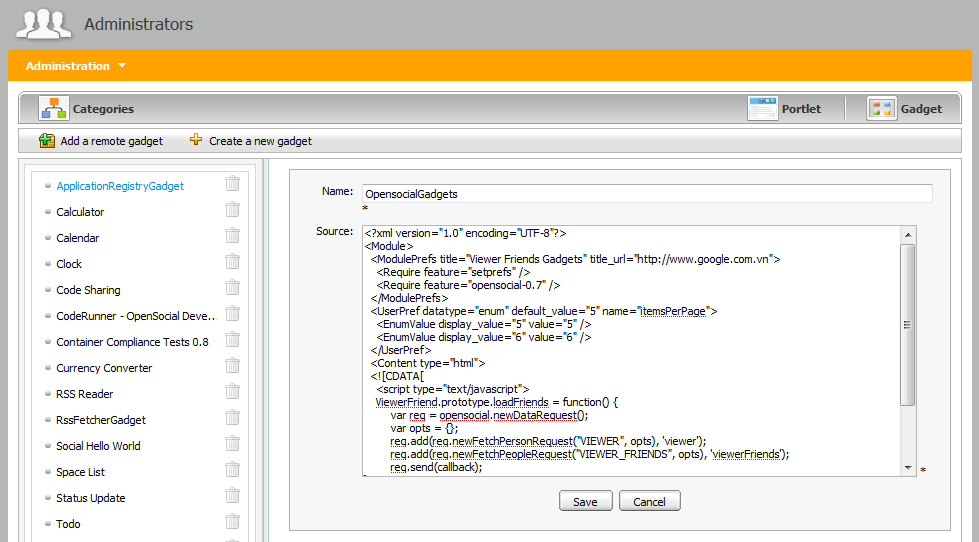 Administrators
Administration
Categories
Portlet
Gadget
Add a remote gadget
Create a new gadget
ApplicationRegistryGadget
Calculator
Calendar
Clock
Code Sharing
CodeRunner - OpenSocial Deve...
Container Compliance Tests 0.8
Currency Converter
RSS Reader
RssFetcherGadget
Social Hello World
Space List
Status Update
Todo
Name:
OpensocialGadgets
*
Source:
<?xml version="1.0" encoding="UTF-8"?>
<Module>
<ModulePrefs title="Viewer Friends Gadgets" title_url="http://www.google.com.vn">
<Require feature="setprefs" />
<Require feature="opensocial-0.7" />
</ModulePrefs>
<UserPref datatype="enum" default_value="5" name="itemsPerPage">
<EnumValue display_value="5" value="5" />
<EnumValue display_value="6" value="6" />
</UserPref>
<Content type="html">
<![CDATA[
<script type="text/javascript">
ViewerFriend.prototype.loadFriends = function() {
var req = opensocial.newDataRequest();
var opts = {};
req.add(req.newFetchPersonRequest("VIEWER", opts), 'viewer');
req.add(req.newFetchPeopleRequest("VIEWER_FRIENDS", opts), 'viewerFriends');
req.send(callback);
*
Save
Cancel